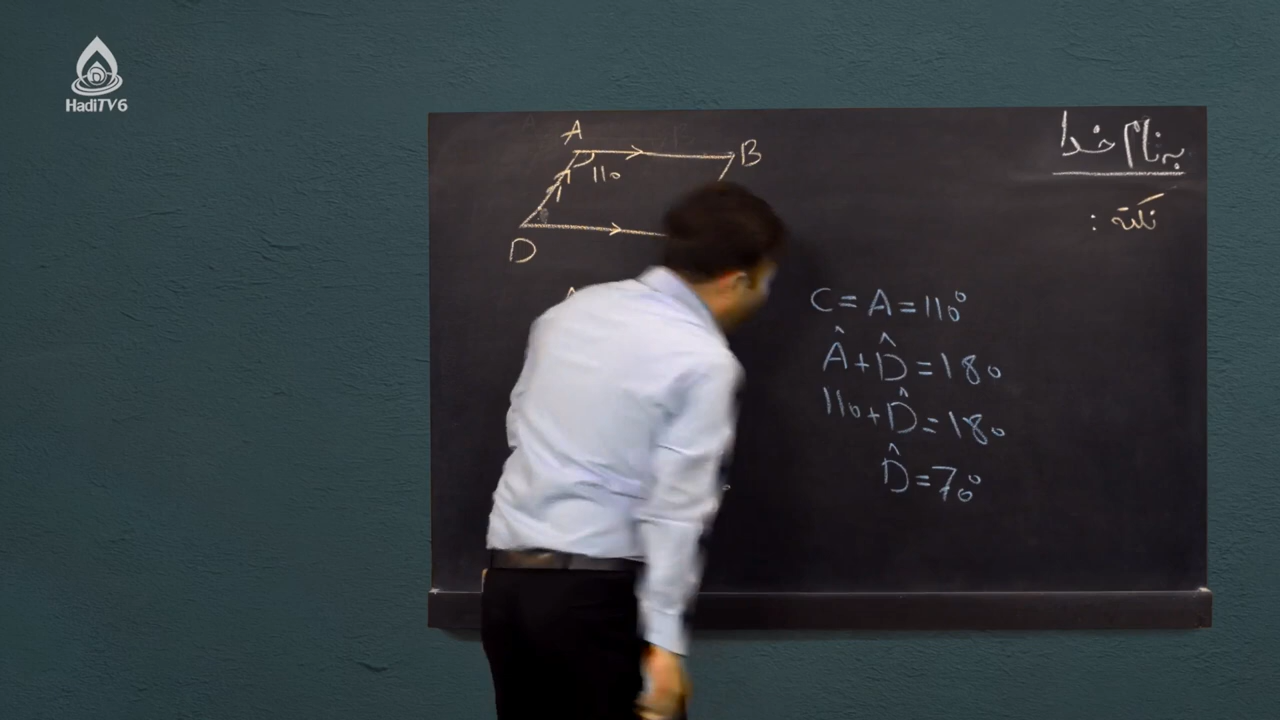 HadiTV6
به نام خدا
نکته :
A
B
110
D
C = A = 110°
Â + D̂ = 180
110 + D̂ = 180
D̂ = 70°